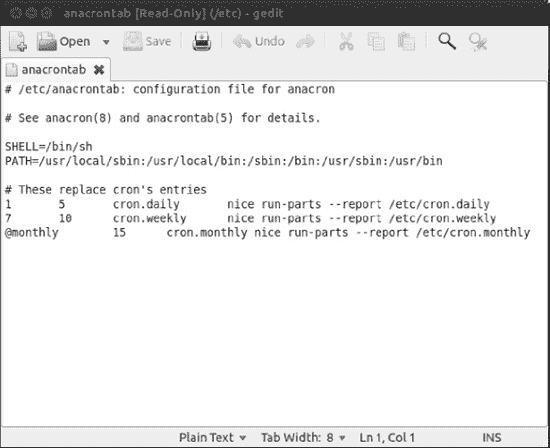 anacrontab [Read-Only] (/etc) - gedit
Open Save Undo
anacrontab
# /etc/anacrontab: configuration file for anacron
# See anacron(8) and anacrontab(5) for details.
SHELL=/bin/sh
PATH=/usr/local/sbin:/usr/local/bin:/sbin:/bin:/usr/sbin:/usr/bin
# These replace cron's entries
1 5 cron.daily nice run-parts --report /etc/cron.daily
7 10 cron.weekly nice run-parts --report /etc/cron.weekly
@monthly 15 cron.monthly nice run-parts --report /etc/cron.monthly
Plain Text Tab Width: 8 Ln 1, Col 1 INS